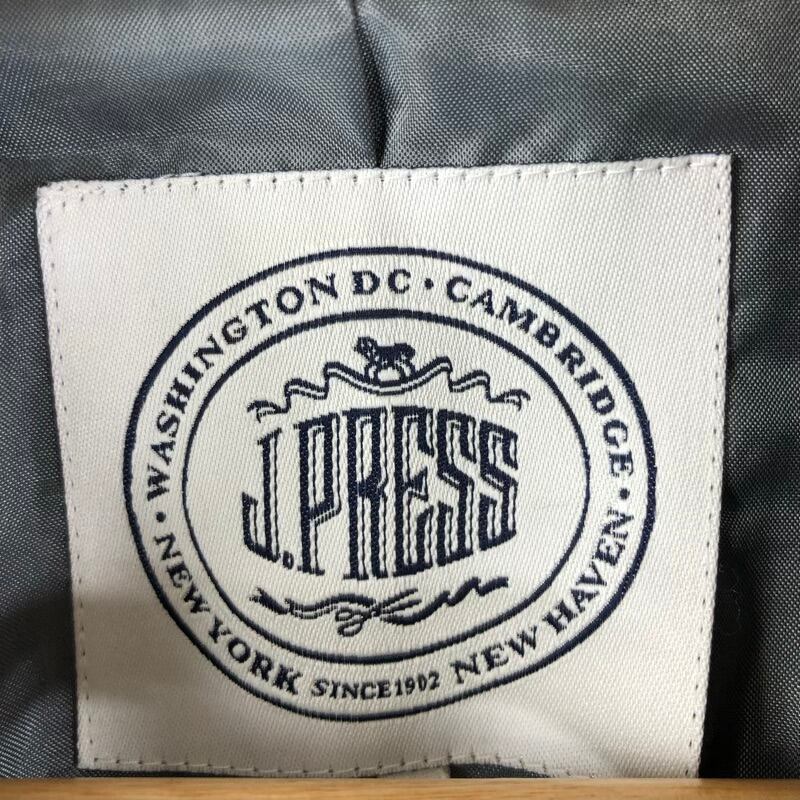 WASHINGTON DC · CAMBRIDGE ·
J. PRESS
NEW YORK SINCE 1902 NEW HAVEN ·